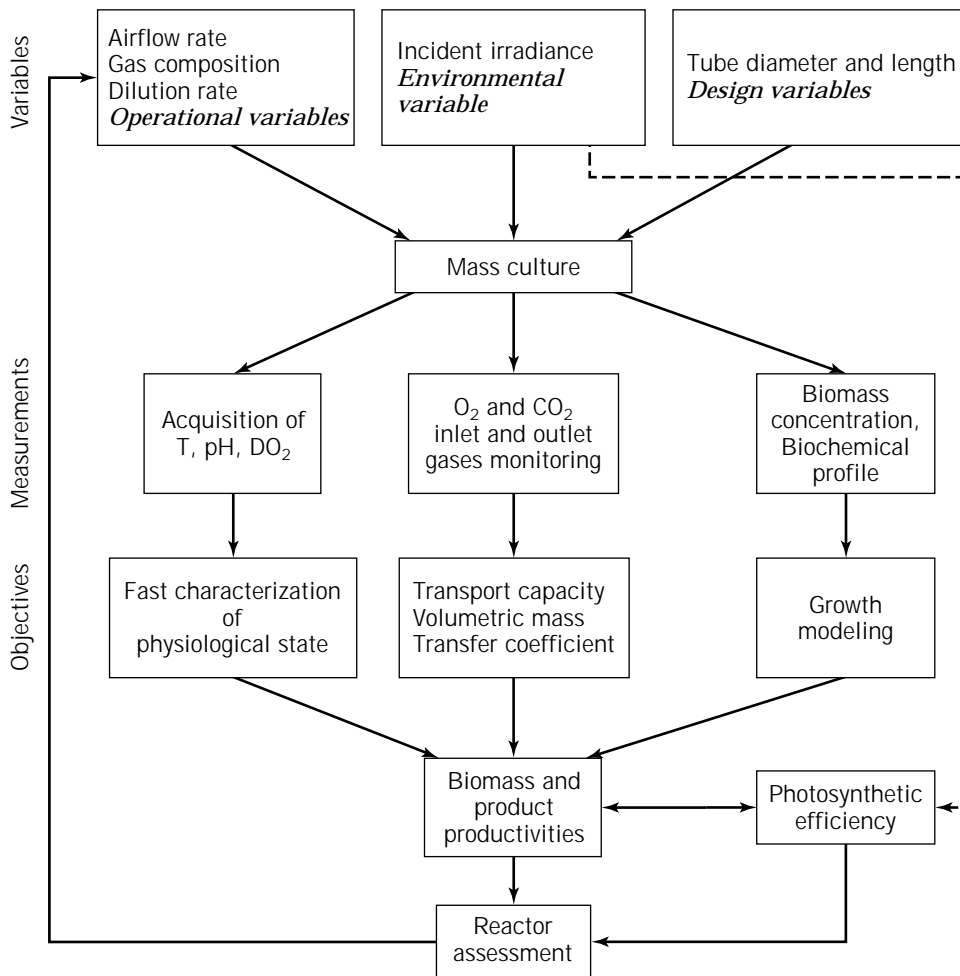 Variables
Airflow rate
Gas composition
Dilution rate
Operational variables
Incident irradiance
Environmental
variable
Tube diameter and length
Design variables
Mass culture
Measurements
Acquisition of
T, pH, DO₂
O₂ and CO₂
inlet and outlet
gases monitoring
Biomass
concentration,
Biochemical
profile
Objectives
Fast characterization
of
physiological state
Transport capacity
Volumetric mass
Transfer coefficient
Growth
modeling
Biomass and
product
productivities
Photosynthetic
efficiency
Reactor
assessment